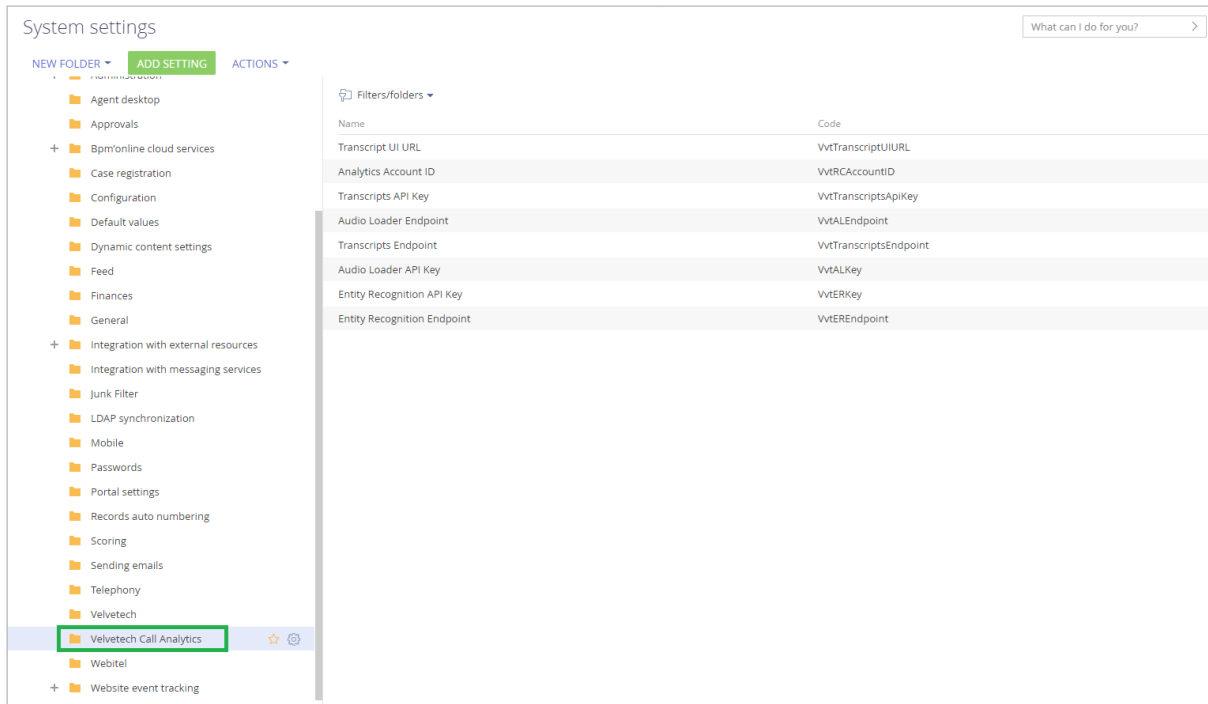 System settings
What can I do for you?
NEW FOLDER
ADD SETTING
ACTIONS
Administration
Agent desktop
Approvals
Bpm'online cloud services
Case registration
Configuration
Default values
Dynamic content settings
Feed
Finances
General
Integration with external resources
Integration with messaging services
Junk Filter
LDAP synchronization
Mobile
Passwords
Portal settings
Records auto numbering
Scoring
Sending emails
Telephony
Velvetech
Velvetech Call Analytics
Webitel
Website event tracking
Filters/folders
Name Code
Transcript UI URL VvtTranscriptUIURL
Analytics Account ID VvtRCAccountID
Transcripts API Key VvtTranscriptsApiKey
Audio Loader Endpoint VvtALEndpoint
Transcripts Endpoint VvtTranscriptsEndpoint
Audio Loader API Key VvtALKey
Entity Recognition API Key VvtERKey
Entity Recognition Endpoint VvtEREndpoint